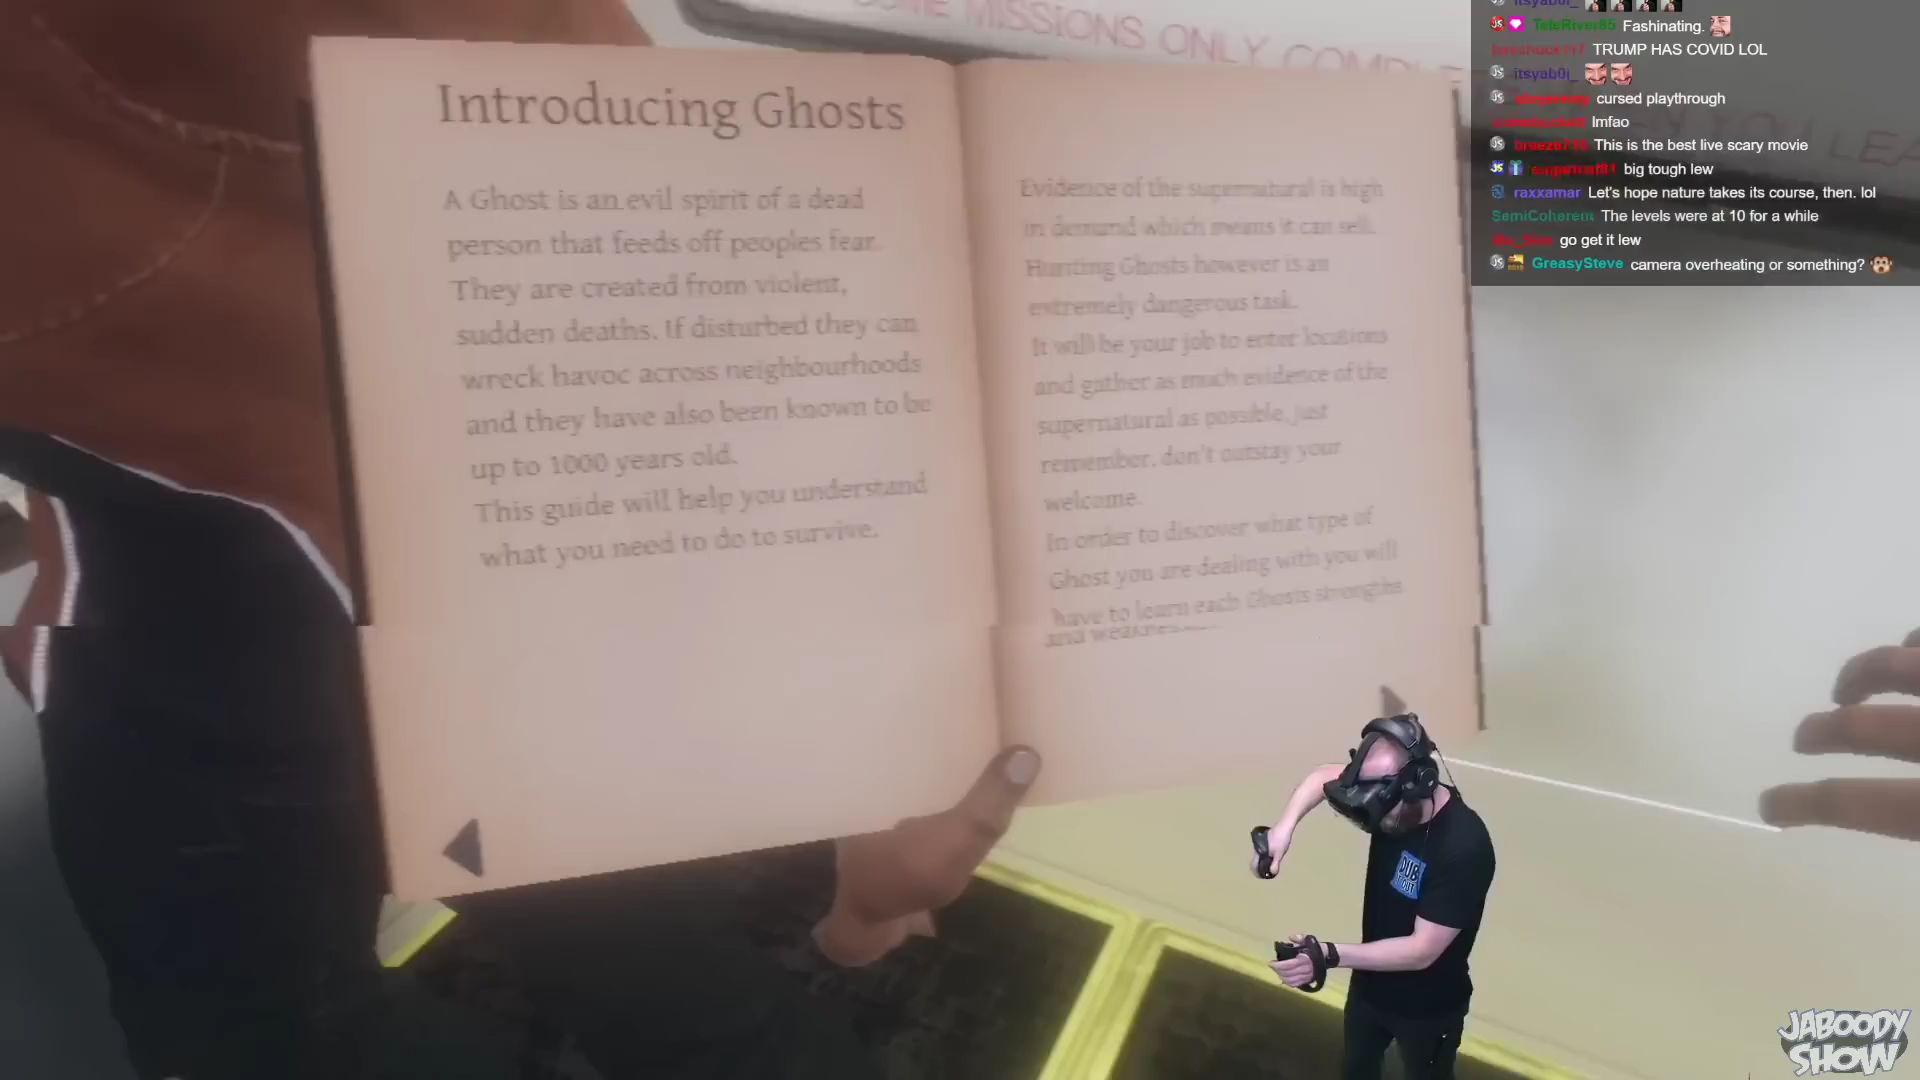 SOME MISSIONS ONLY
Introducing Ghosts
A Ghost is an evil spirit of a dead
person that feeds off peoples fear.
They are created from violent,
sudden deaths. If disturbed they can
wreck havoc across neighbourhoods
and they have also been known to be
up to 1000 years old.
This guide will help you understand
what you need to do to survive.
Evidence of the supernatural is high
in demand which means it can sell.
Hunting Ghosts however is an
extremely dangerous task.
It will be your job to enter locations
and gather as much evidence of the
supernatural as possible, just
remember, don't outstay your
welcome.
In order to discover what type of
Ghost you are dealing with you will
have to learn each Ghosts strengths
and
TeleRiver85 Fashinating.
TRUMP HAS COVID LOL
itsyab0i_
cursed playthrough
lmfao
This is the best live scary movie
big tough lew
raxxamar Let's hope nature takes its course, then. lol
SemiCoherent The levels were at 10 for a while
go get it lew
GreasySteve camera overheating or something?
DUB
JABOODY
SHOW